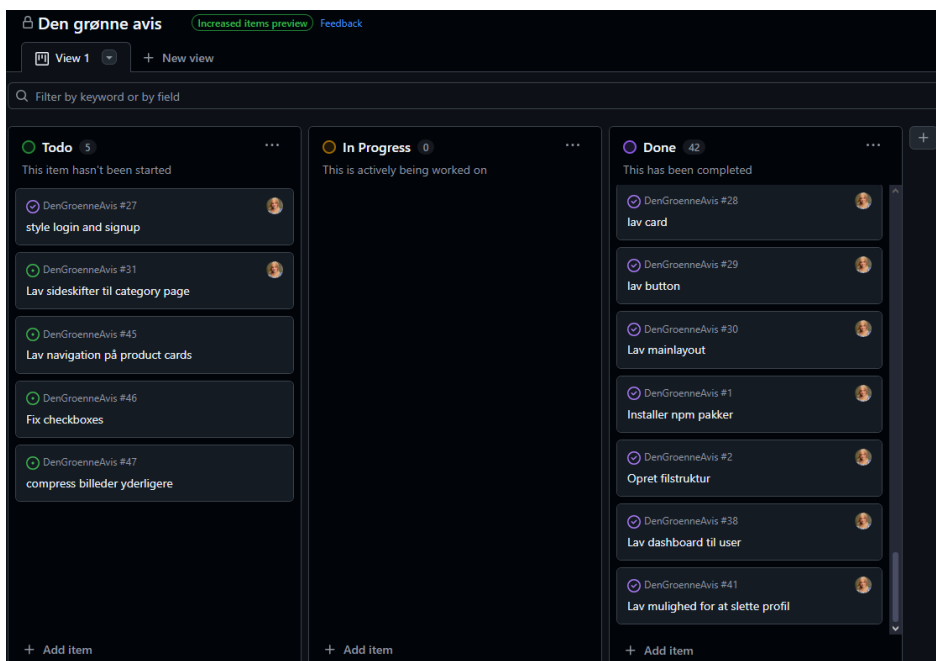 Den grønne avis
Increased items preview
Feedback
View 1
New view
Filter by keyword or by field
Todo 5
This item hasn't been started
DenGroenneAvis #27
style login and signup
DenGroenneAvis #31
Lav sideskifter til category page
DenGroenneAvis #45
Lav navigation på product cards
DenGroenneAvis #46
Fix checkboxes
DenGroenneAvis #47
compress billeder yderligere
+ Add item
In Progress 0
This is actively being worked on
+ Add item
Done 42
This has been completed
DenGroenneAvis #28
lav card
DenGroenneAvis #29
lav button
DenGroenneAvis #30
Lav mainlayout
DenGroenneAvis #1
Installer npm pakker
DenGroenneAvis #2
Opret filstruktur
DenGroenneAvis #38
Lav dashboard til user
DenGroenneAvis #41
Lav mulighed for at slette profil
+ Add item